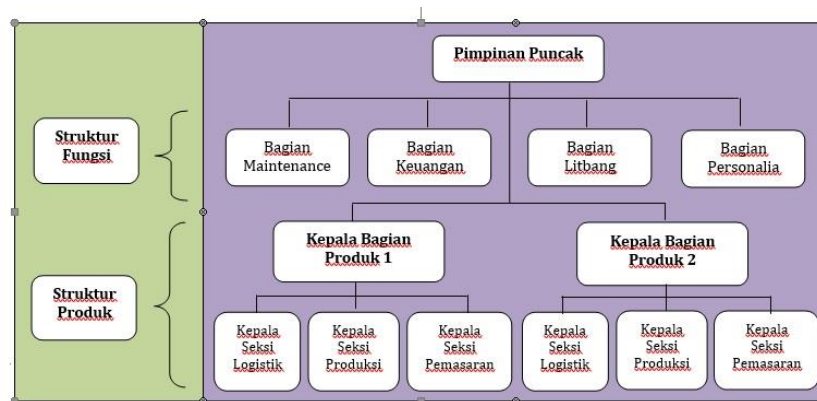 Pimpinan Puncak
Struktur
Fungsi
Bagian
Maintenance
Bagian
Keuangan
Bagian
Litbang
Bagian
Personalia
Kepala Bagian
Produk 1
Kepala Bagian
Produk 2
Struktur
Produk
Kepala
Seksi
Logistik
Kepala
Seksi
Produksi
Kepala
Seksi
Pemasaran
Kepala
Seksi
Logistik
Kepala
Seksi
Produksi
Kepala
Seksi
Pemasaran